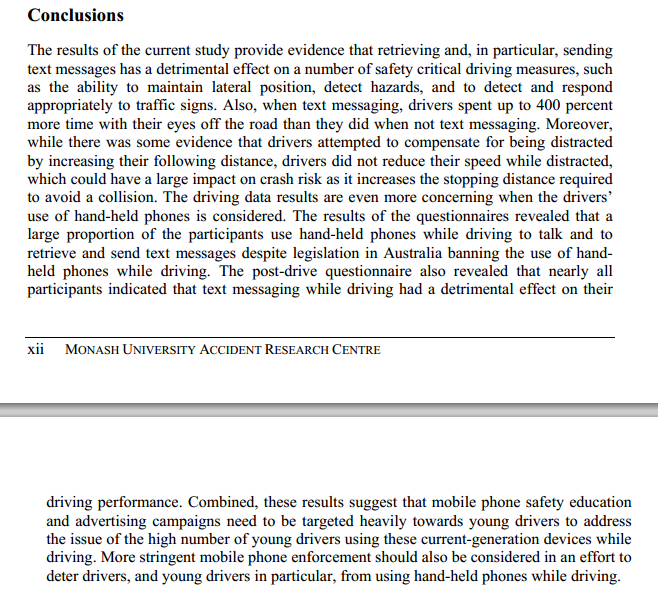 Conclusions
The results of the current study provide evidence that retrieving and, in particular, sending
text messages has a detrimental effect on a number of safety critical driving measures, such
as the ability to maintain lateral position, detect hazards, and to detect and respond
appropriately to traffic signs. Also, when text messaging, drivers spent up to 400 percent
more time with their eyes off the road than they did when not text messaging. Moreover,
while there was some evidence that drivers attempted to compensate for being distracted
by increasing their following distance, drivers did not reduce their speed while distracted,
which could have a large impact on crash risk as it increases the stopping distance required
to avoid a collision. The driving data results are even more concerning when the drivers’
use of hand-held phones is considered. The results of the questionnaires revealed that a
large proportion of the participants use hand-held phones while driving to talk and to
retrieve and send text messages despite legislation in Australia banning the use of hand-
held phones while driving. The post-drive questionnaire also revealed that nearly all
participants indicated that text messaging while driving had a detrimental effect on their
xii MONASH UNIVERSITY ACCIDENT RESEARCH CENTRE
driving performance. Combined, these results suggest that mobile phone safety education
and advertising campaigns need to be targeted heavily towards young drivers to address
the issue of the high number of young drivers using these current-generation devices while
driving. More stringent mobile phone enforcement should also be considered in an effort to
deter drivers, and young drivers in particular, from using hand-held phones while driving.